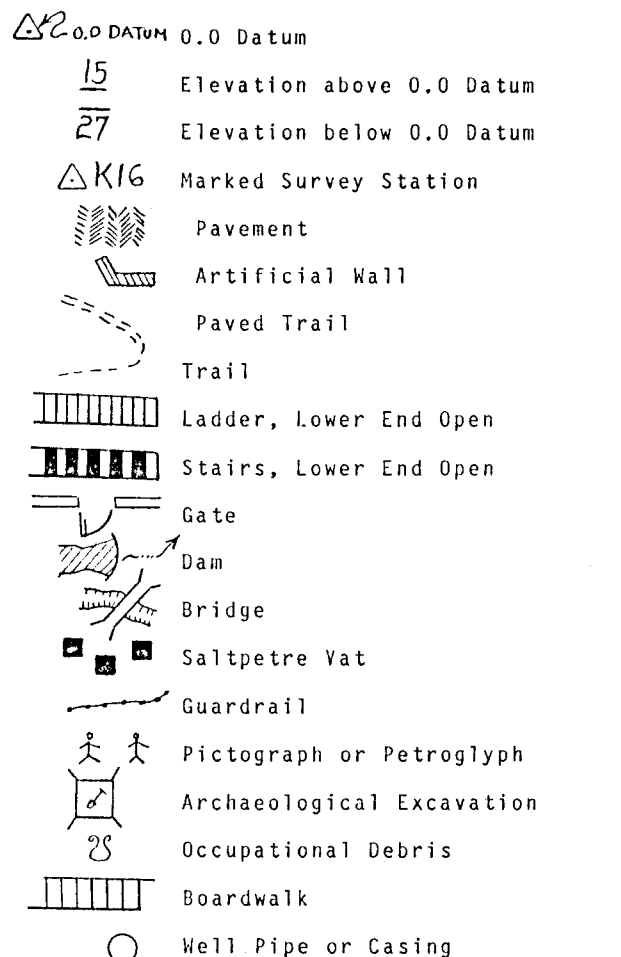 0.0 DATUM 0.0 Datum
15 Elevation above 0.0 Datum
27 Elevation below 0.0 Datum
K16 Marked Survey Station
Pavement
Artificial Wall
Paved Trail
Trail
Ladder, Lower End Open
Stairs, Lower End Open
Gate
Dam
Bridge
Saltpetre Vat
Guardrail
Pictograph or Petroglyph
Archaeological Excavation
Occupational Debris
Boardwalk
Well Pipe or Casing